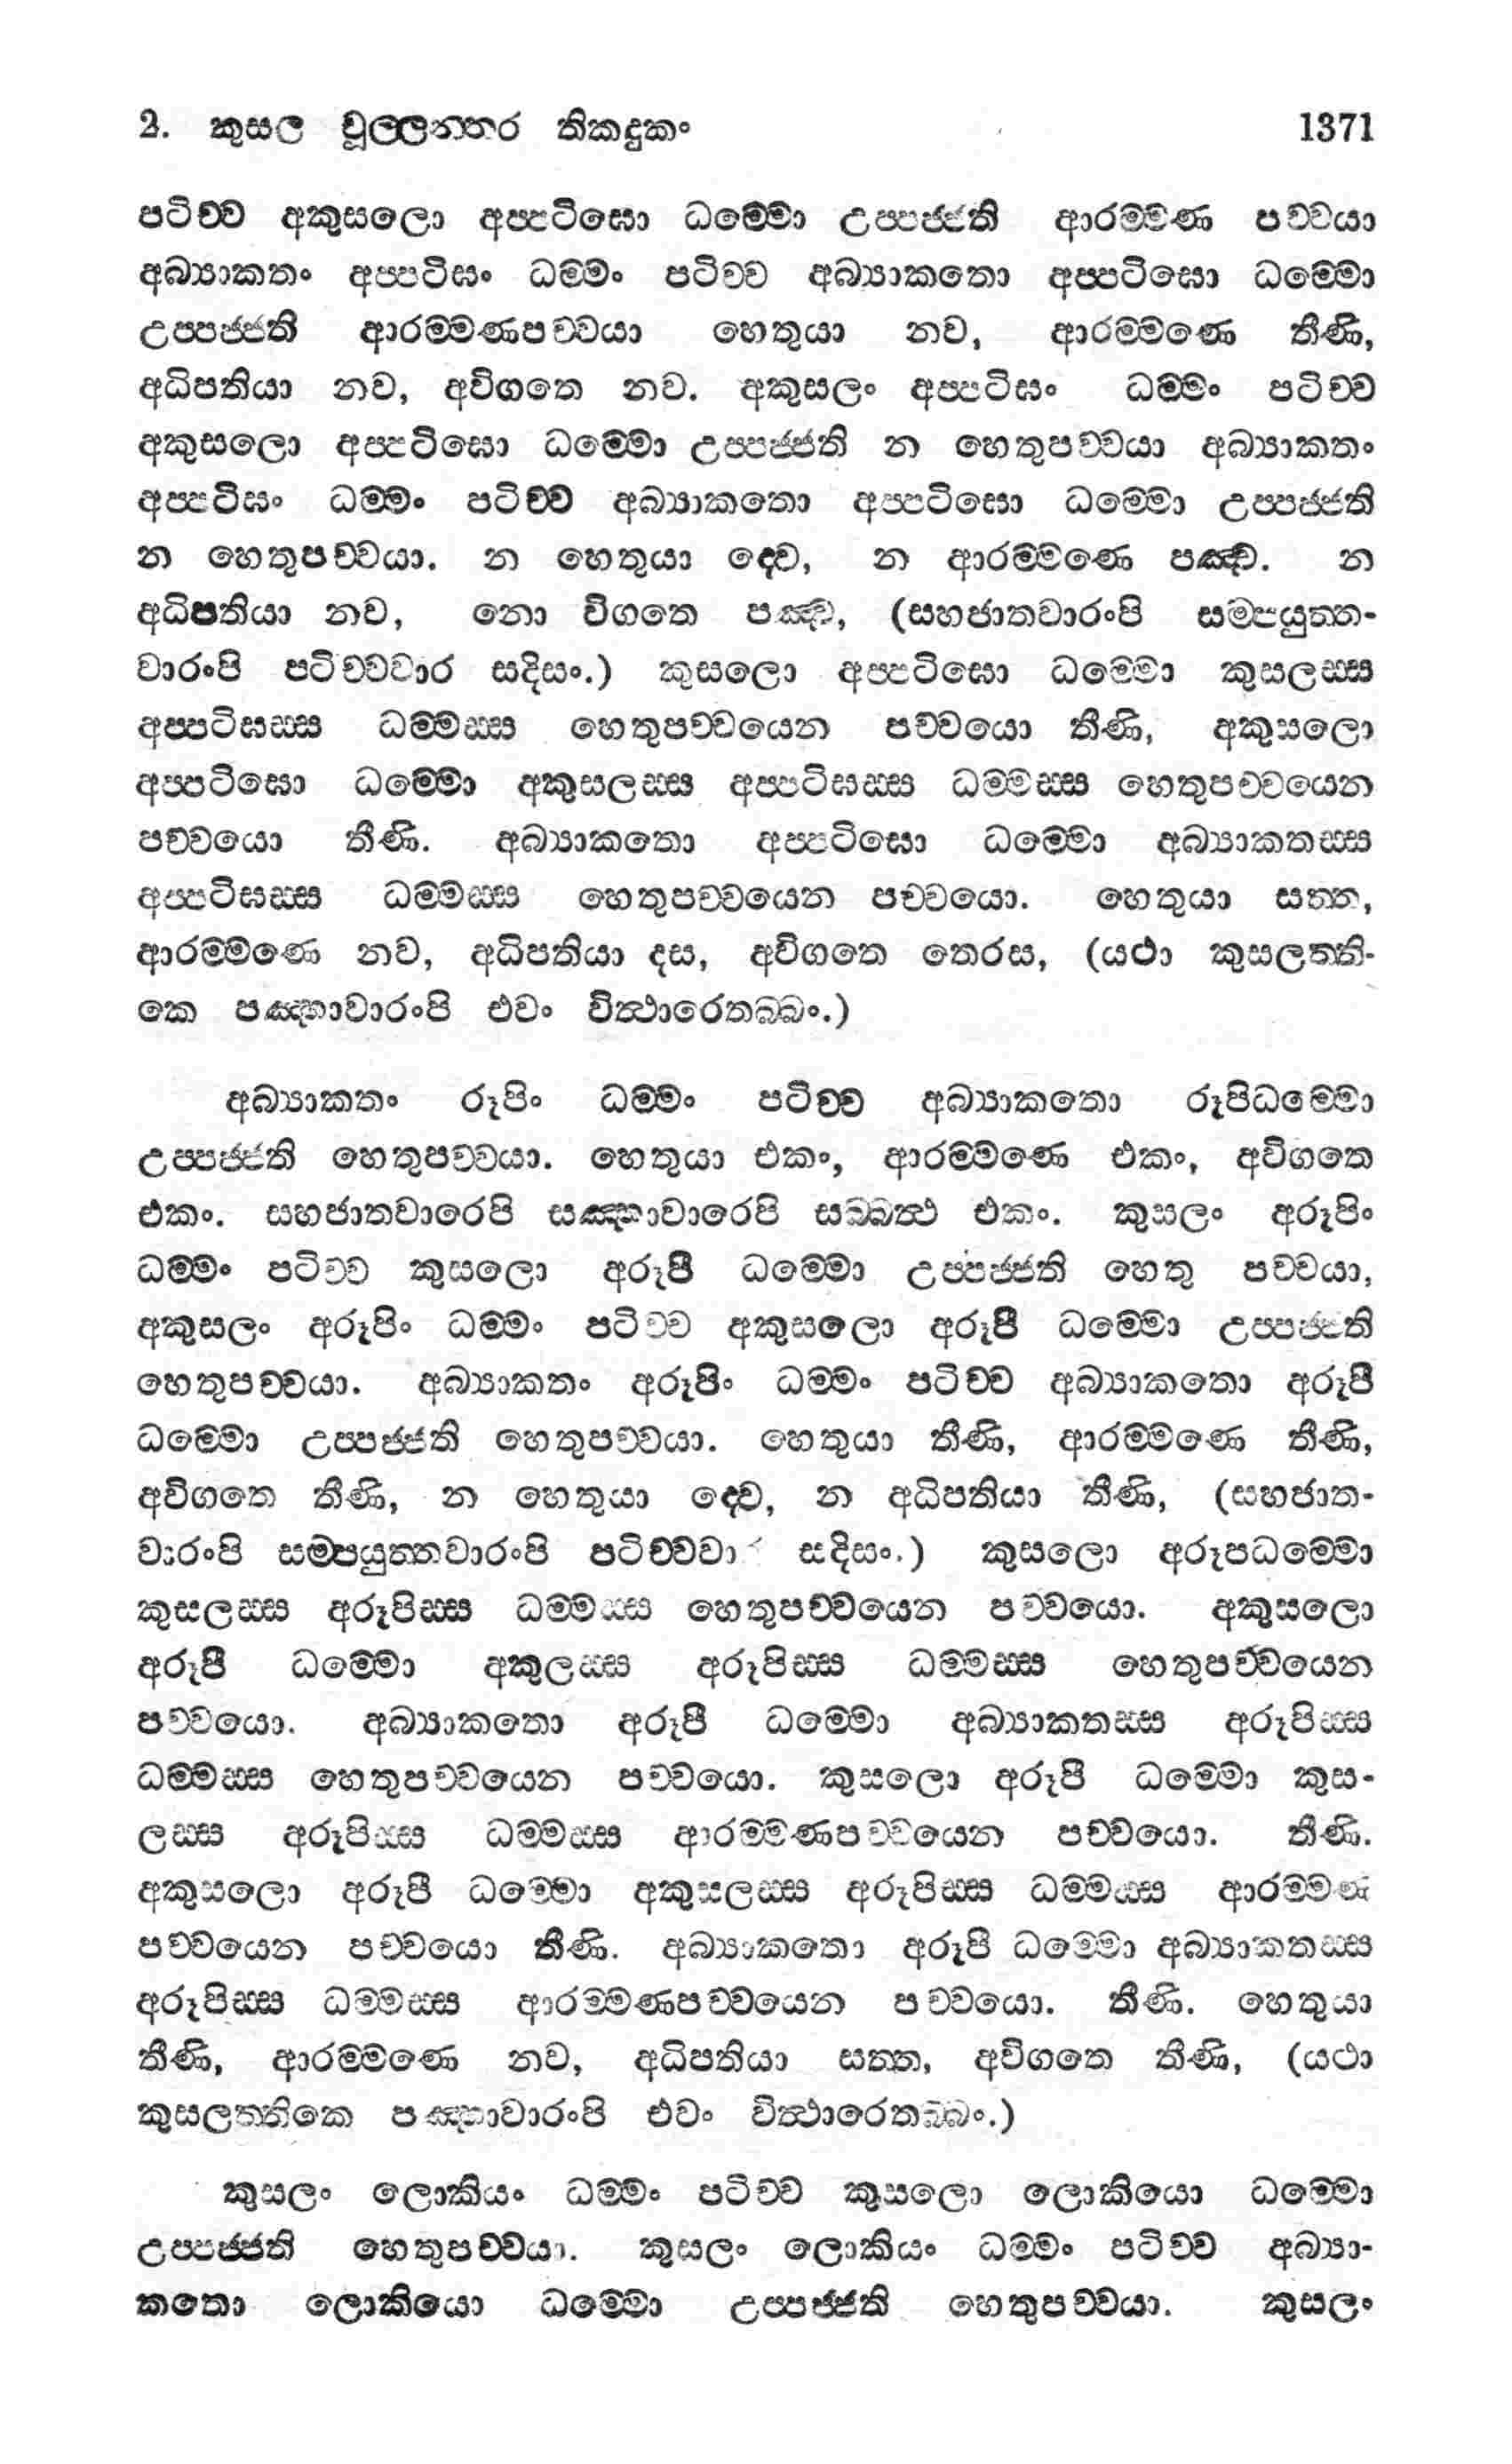 2. කුසල චූල්ලන්තර තිකදුකං 1371
පටිච්ච අකුසලො අප්පටිඝො ධම්මො උප්පජ්ජති ආරම්මණ පච්චයා
අබ්‍යාකතං අප්පටිඝං ධම්මං පටිච්ච අබ්‍යාකතො අප්පටිඝො ධම්මො
උප්පජ්ජති ආරම්මණපච්චයා හෙතුයා නව, ආරම්මණෙ තීණි,
අධිපතියා නව, අවිගතෙ නව. අකුසලං අප්පටිඝං ධම්මං පටිච්ච
අකුසලො අප්පටිඝො ධම්මො උප්පජ්ජති න හෙතුපච්චයා අබ්‍යාකතං
අප්පටිඝං ධම්මං පටිච්ච අබ්‍යාකතො අප්පටිඝො ධම්මො උප්පජ්ජති
න හෙතුපච්චයා. න හෙතුයා ද්වෙ, න ආරම්මණෙ පඤ්ච. න
අධිපතියා නව, නො විගතෙ පඤ්ච, (සහජාතවාරංපි සම්පයුත්ත-
වාරංපි පටිච්චවාර සදිසං.) කුසලො අප්පටිඝො ධම්මො කුසලස්ස
අප්පටිඝස්ස ධම්මස්ස හෙතුපච්චයෙන පච්චයො තීණි, අකුසලො
අප්පටිඝො ධම්මො අකුසලස්ස අප්පටිඝස්ස ධම්මස්ස හෙතුපච්චයෙන
පච්චයො තීණි. අබ්‍යාකතො අප්පටිඝො ධම්මො අබ්‍යාකතස්ස
අප්පටිඝස්ස ධම්මස්ස හෙතුපච්චයෙන පච්චයො. හෙතුයා සත්ත,
ආරම්මණෙ නව, අධිපතියා දස, අවිගතෙ තෙරස, (යථා කුසලත්ති-
කෙ පඤ්හාවාරංපි එවං විත්ථාරෙතබ්බං.)
අබ්‍යාකතං රූපිං ධම්මං පටිච්ච අබ්‍යාකතො රූපිධම්මො
උප්පජ්ජති හෙතුපච්චයා. හෙතුයා එකං, ආරම්මණෙ එකං, අවිගතෙ
එකං. සහජාතවාරෙපි සඤ්හාවාරෙපි සබ්බත්ථ එකං. කුසලං අරූපිං
ධම්මං පටිච්ච කුසලො අරූපී ධම්මො උප්පජ්ජති හෙතු පච්චයා,
අකුසලං අරූපිං ධම්මං පටිච්ච අකුසලො අරූපී ධම්මො උප්පජ්ජති
හෙතුපච්චයා. අබ්‍යාකතං අරූපිං ධම්මං පටිච්ච අබ්‍යාකතො අරූපී
ධම්මො උප්පජ්ජති හෙතුපච්චයා. හෙතුයා තීණි, ආරම්මණෙ තීණි,
අවිගතෙ තීණි, න හෙතුයා ද්වෙ, න අධිපතියා තීණි, (සහජාත-
වාරංපි සම්පයුත්තවාරංපි පටිච්චවාර සදිසං.) කුසලො අරූපධම්මො
කුසලස්ස අරූපිස්ස ධම්මස්ස හෙතුපච්චයෙන පච්චයො. අකුසලො
අරූපී ධම්මො අකුලස්ස අරූපිස්ස ධම්මස්ස හෙතුපච්චයෙන
පච්චයො. අබ්‍යාකතො අරූපී ධම්මො අබ්‍යාකතස්ස අරූපිස්ස
ධම්මස්ස හෙතුපච්චයෙන පච්චයො. කුසලො අරූපී ධම්මො කුස-
ලස්ස අරූපිස්ස ධම්මස්ස ආරම්මණපච්චයෙන පච්චයො. තීණි.
අකුසලො අරූපී ධම්මො අකුසලස්ස අරූපිස්ස ධම්මස්ස ආරම්මණ
පච්චයෙන පච්චයො තීණි. අබ්‍යාකතො අරූපී ධම්මො අබ්‍යාකතස්ස
අරූපිස්ස ධම්මස්ස ආරම්මණපච්චයෙන පච්චයො. තීණි. හෙතුයා
තීණි, ආරම්මණෙ නව, අධිපතියා සත්ත, අවිගතෙ තීණි, (යථා
කුසලත්තිකෙ පඤ්හාවාරංපි එවං විත්ථාරෙතබ්බං.)
කුසලං ලොකියං ධම්මං පටිච්ච කුසලො ලොකියො ධම්මො
උප්පජ්ජති හෙතුපච්චයා. කුසලං ලොකියං ධම්මං පටිච්ච අබ්‍යා-
කතො ලොකියො ධම්මො උප්පජ්ජති හෙතුපච්චයා. කුසලං